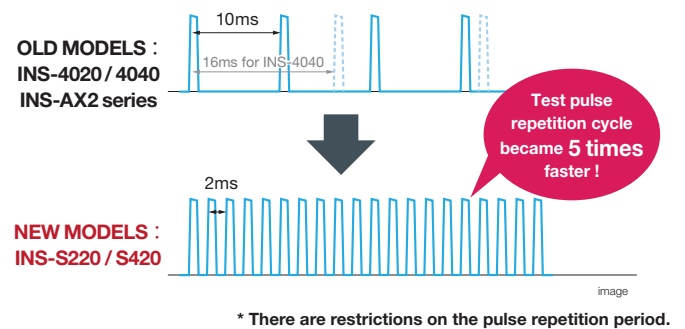 10ms
OLD MODELS :
INS-4020 / 4040
INS-AX2 series
16ms for INS-4040
Test pulse
repetition cycle
became 5 times
faster !
2ms
NEW MODELS :
INS-S220 / S420
image
* There are restrictions on the pulse repetition period.